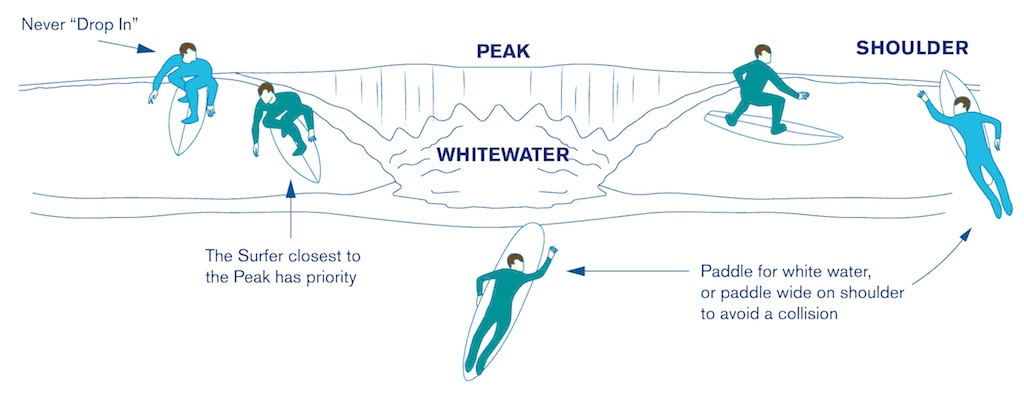 Never “Drop In”
PEAK
SHOULDER
WHITEWATER
The Surfer closest to
the Peak has priority
Paddle for white water,
or paddle wide on shoulder
to avoid a collision